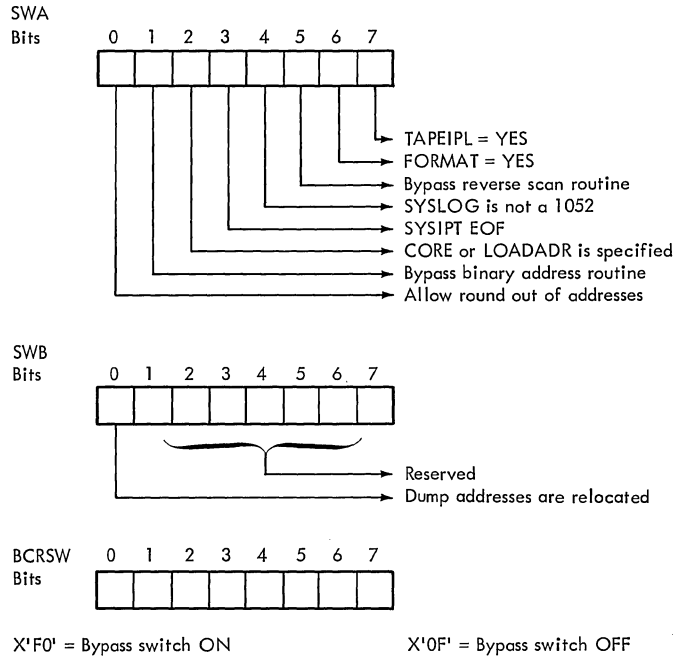 SWA
Bits 0 1 2 3 4 5 6 7
TAPEIPL = YES
FORMAT = YES
Bypass reverse scan routine
SYSLOG is not a 1052
SYSIPT EOF
CORE or LOADADR is specified
Bypass binary address routine
Allow round out of addresses
SWB
Bits 0 1 2 3 4 5 6 7
Reserved
Dump addresses are relocated
BCRSW 0 1 2 3 4 5 6 7
Bits
X'F0' = Bypass switch ON X'0F' = Bypass switch OFF